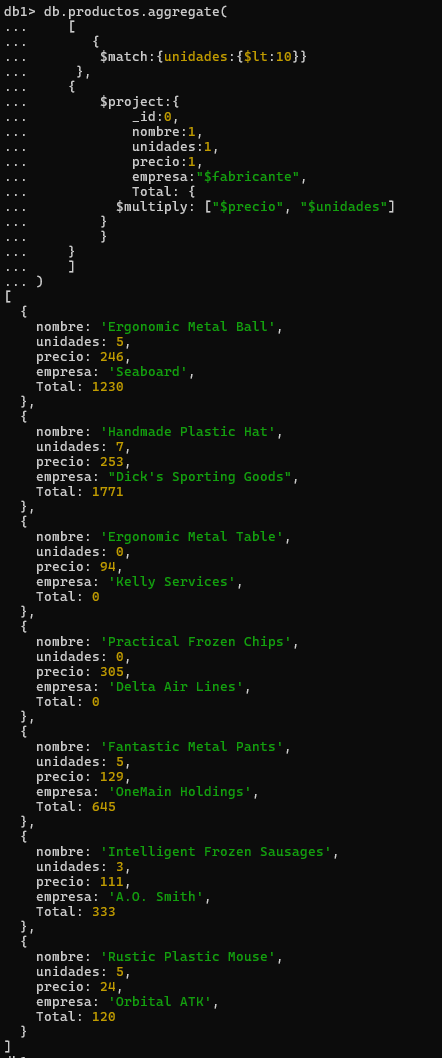 db1> db.productos.aggregate(
...     [
...        {
...         $match:{unidades:{$lt:10}}
...      },
...     {
...         $project:{
...             _id:0,
...             nombre:1,
...             unidades:1,
...             precio:1,
...             empresa:"$fabricante",
...             Total: {
...           $multiply: ["$precio", "$unidades"]
...         }
...         }
...     }
...     ]
... )
[
  {
    nombre: 'Ergonomic Metal Ball',
    unidades: 5,
    precio: 246,
    empresa: 'Seaboard',
    Total: 1230
  },
  {
    nombre: 'Handmade Plastic Hat',
    unidades: 7,
    precio: 253,
    empresa: "Dick's Sporting Goods",
    Total: 1771
  },
  {
    nombre: 'Ergonomic Metal Table',
    unidades: 0,
    precio: 94,
    empresa: 'Kelly Services',
    Total: 0
  },
  {
    nombre: 'Practical Frozen Chips',
    unidades: 0,
    precio: 305,
    empresa: 'Delta Air Lines',
    Total: 0
  },
  {
    nombre: 'Fantastic Metal Pants',
    unidades: 5,
    precio: 129,
    empresa: 'OneMain Holdings',
    Total: 645
  },
  {
    nombre: 'Intelligent Frozen Sausages',
    unidades: 3,
    precio: 111,
    empresa: 'A.O. Smith',
    Total: 333
  },
  {
    nombre: 'Rustic Plastic Mouse',
    unidades: 5,
    precio: 24,
    empresa: 'Orbital ATK',
    Total: 120
  }
]